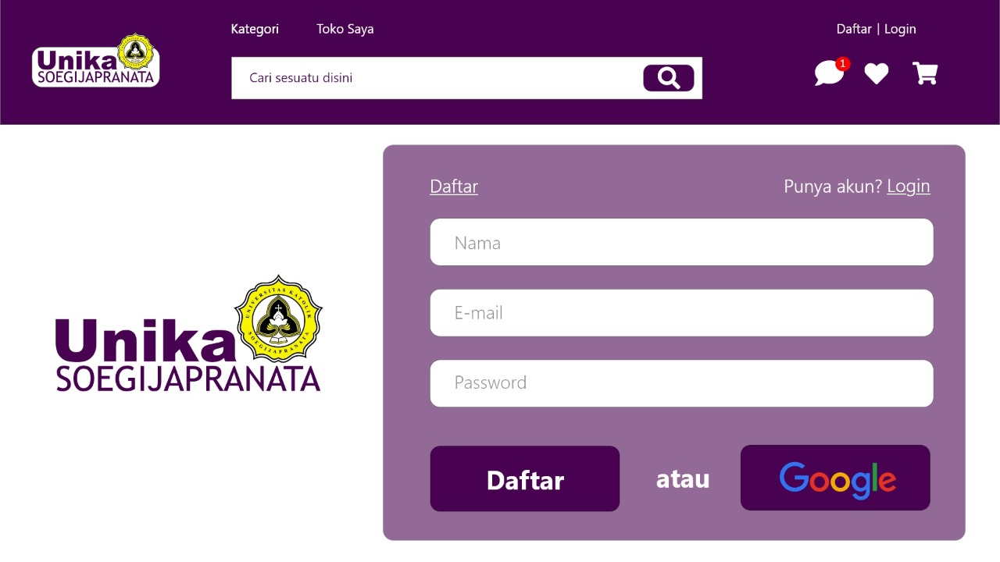 Kategori
Toko Saya
Daftar | Login
Unika
SOEGIJAPRANATA
Cari sesuatu disini
1
Daftar
Punya akun? Login
Nama
E-mail
Password
UNIVERSITAS KATOLIK
SOEGIJAPRANATA
Unika
SOEGIJAPRANATA
Daftar
atau
Google